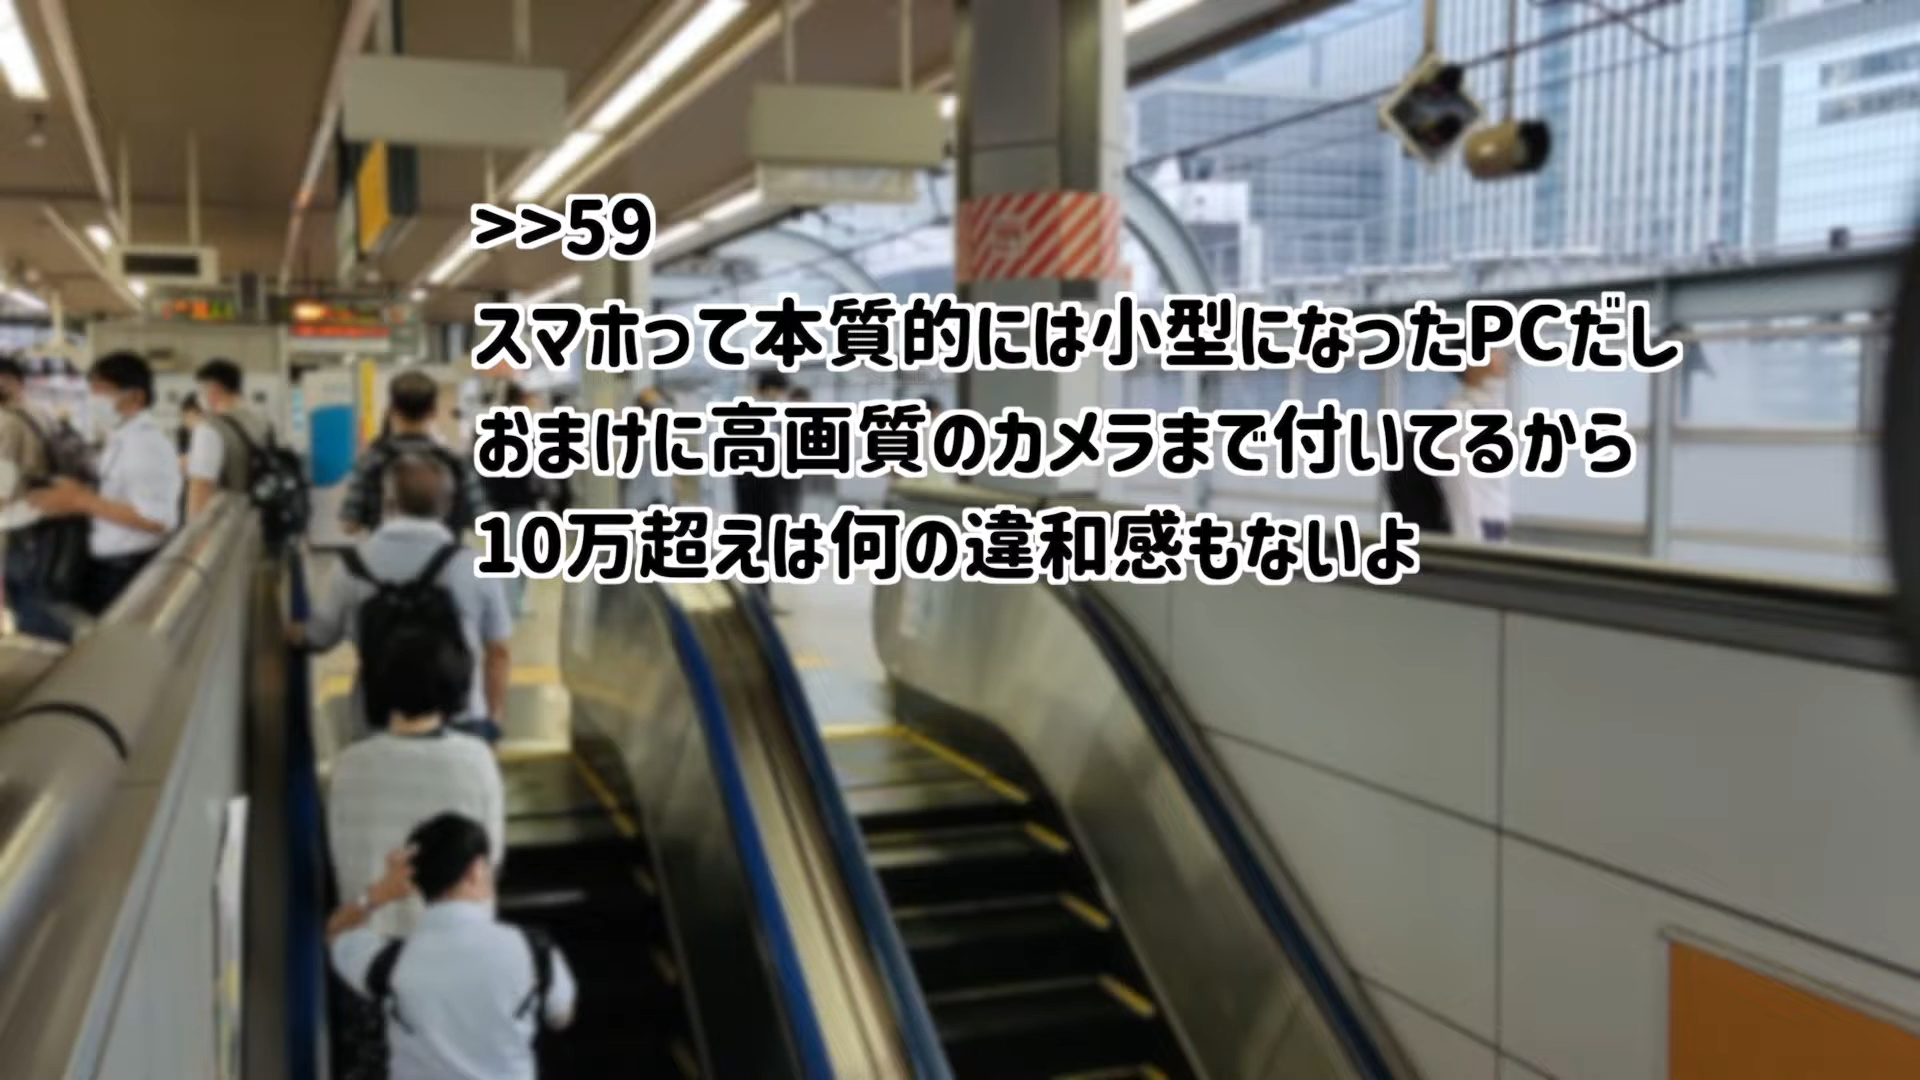 >>59
スマホって本質的には小型になったPCだし
おまけに高画質のカメラまで付いてるから
10万超えは何の違和感もないよ